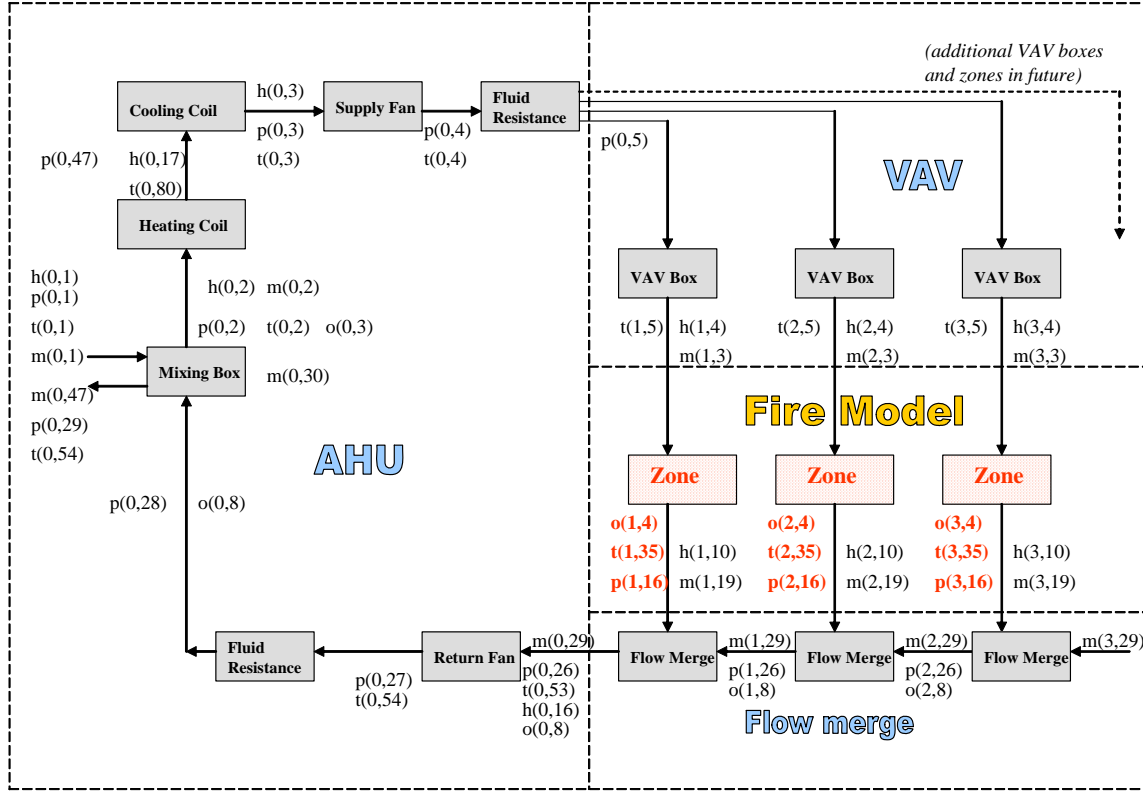 (additional VAV boxes
and zones in future)
Cooling Coil
h(0,3)
p(0,3)
t(0,3)
Supply Fan
p(0,4)
t(0,4)
Fluid
Resistance
p(0,5)
VAV
p(0,47)
h(0,17)
t(0,80)
Heating Coil
h(0,1)
p(0,1)
t(0,1)
m(0,1)
h(0,2) m(0,2)
p(0,2) t(0,2) o(0,3)
Mixing Box
m(0,30)
m(0,47)
p(0,29)
t(0,54)
AHU
p(0,28)
o(0,8)
VAV Box
VAV Box
VAV Box
t(1,5)
h(1,4)
m(1,3)
t(2,5)
h(2,4)
m(2,3)
t(3,5)
h(3,4)
m(3,3)
Fire Model
Zone
Zone
Zone
o(1,4)
t(1,35)
p(1,16)
h(1,10)
m(1,19)
o(2,4)
t(2,35)
p(2,16)
h(2,10)
m(2,19)
o(3,4)
t(3,35)
p(3,16)
h(3,10)
m(3,19)
Fluid
Resistance
p(0,27)
t(0,54)
Return Fan
m(0,29)
p(0,26)
t(0,53)
h(0,16)
o(0,8)
Flow Merge
m(1,29)
p(1,26)
o(1,8)
Flow Merge
m(2,29)
p(2,26)
o(2,8)
Flow Merge
m(3,29)
Flow merge